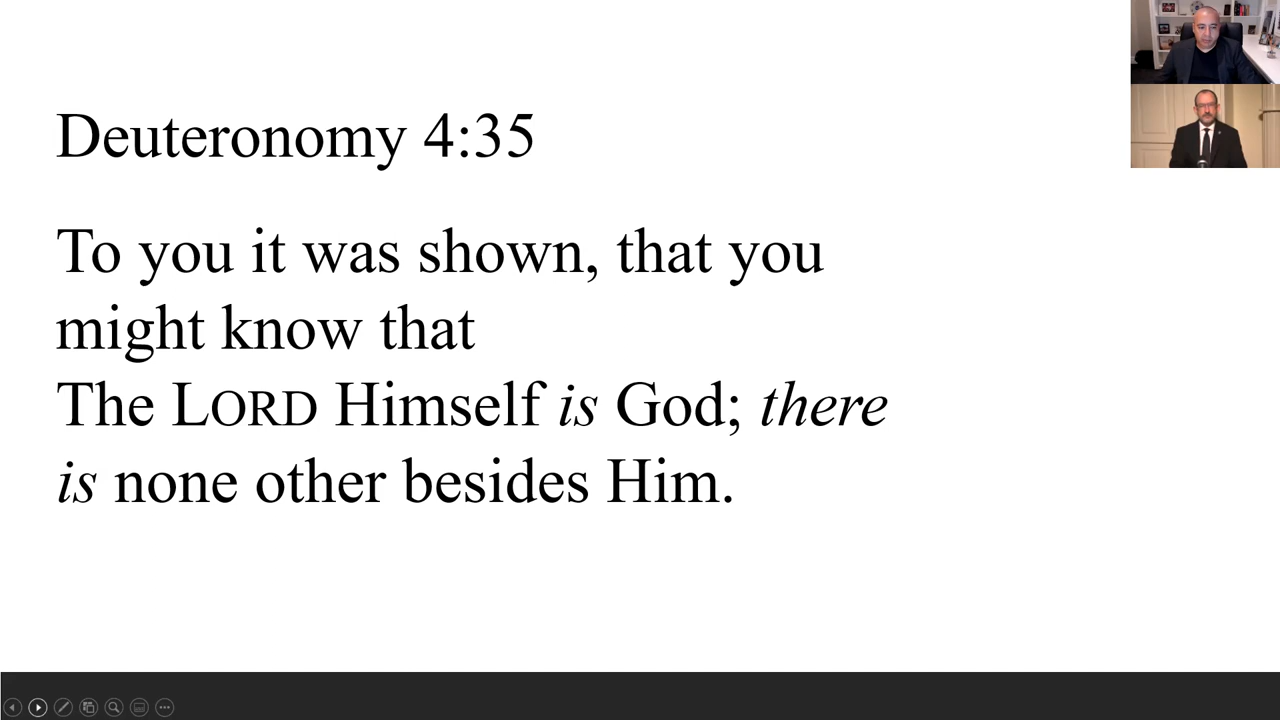 Deuteronomy 4:35
To you it was shown, that you
might know that
The LORD Himself is God; there
is none other besides Him.